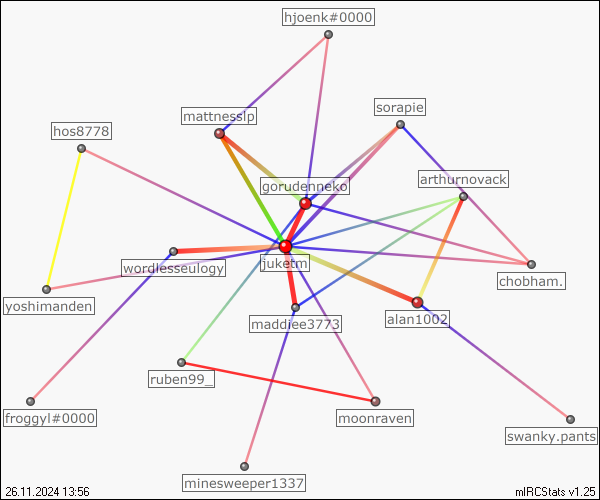 hjoenk#0000
mattnesslp
sorapie
hos8778
gorudenneko
arthurnovack
juketm
wordlesseulogy
chobham.
yoshimanden
maddiee3773
alan1002
ruben99_
froggyl#0000
moonraven
swanky.pants
minesweeper1337
26.11.2024 13:56
mIRCStats v1.25